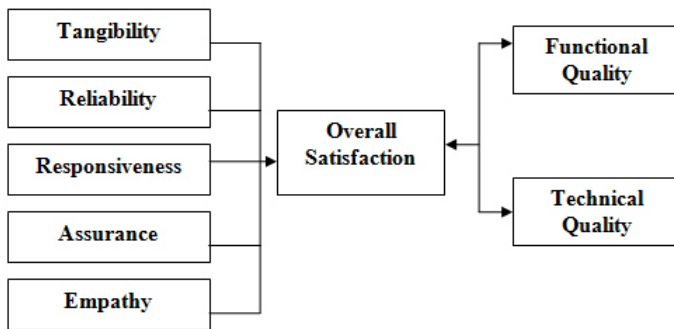 Tangibility
Reliability
Responsiveness
Assurance
Empathy
Overall
Satisfaction
Functional
Quality
Technical
Quality